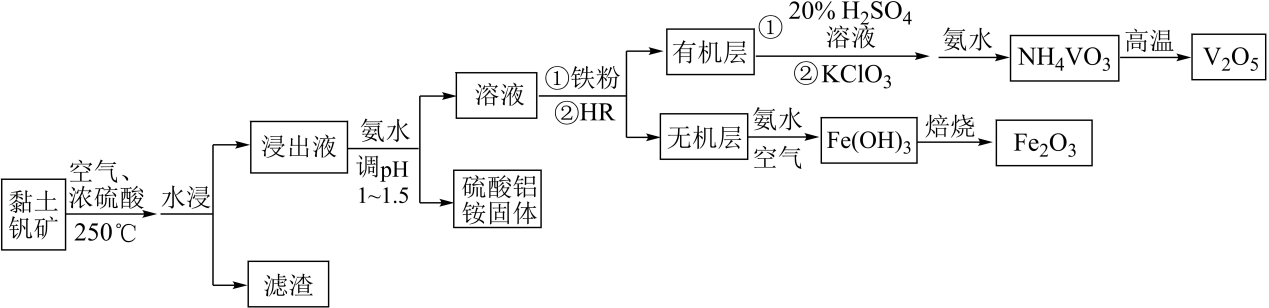 20% H₂SO₄
①
溶液
②KClO₃
有机层
氨水
NH₄VO₃
高温
V₂O₅
①铁粉
②HR
溶液
无机层
氨水
空气
Fe(OH)₃
焙烧
Fe₂O₃
浸出液
氨水
调pH
1~1.5
硫酸铝
铵固体
黏土
钒矿
空气、
浓硫酸
250℃
水浸
滤渣